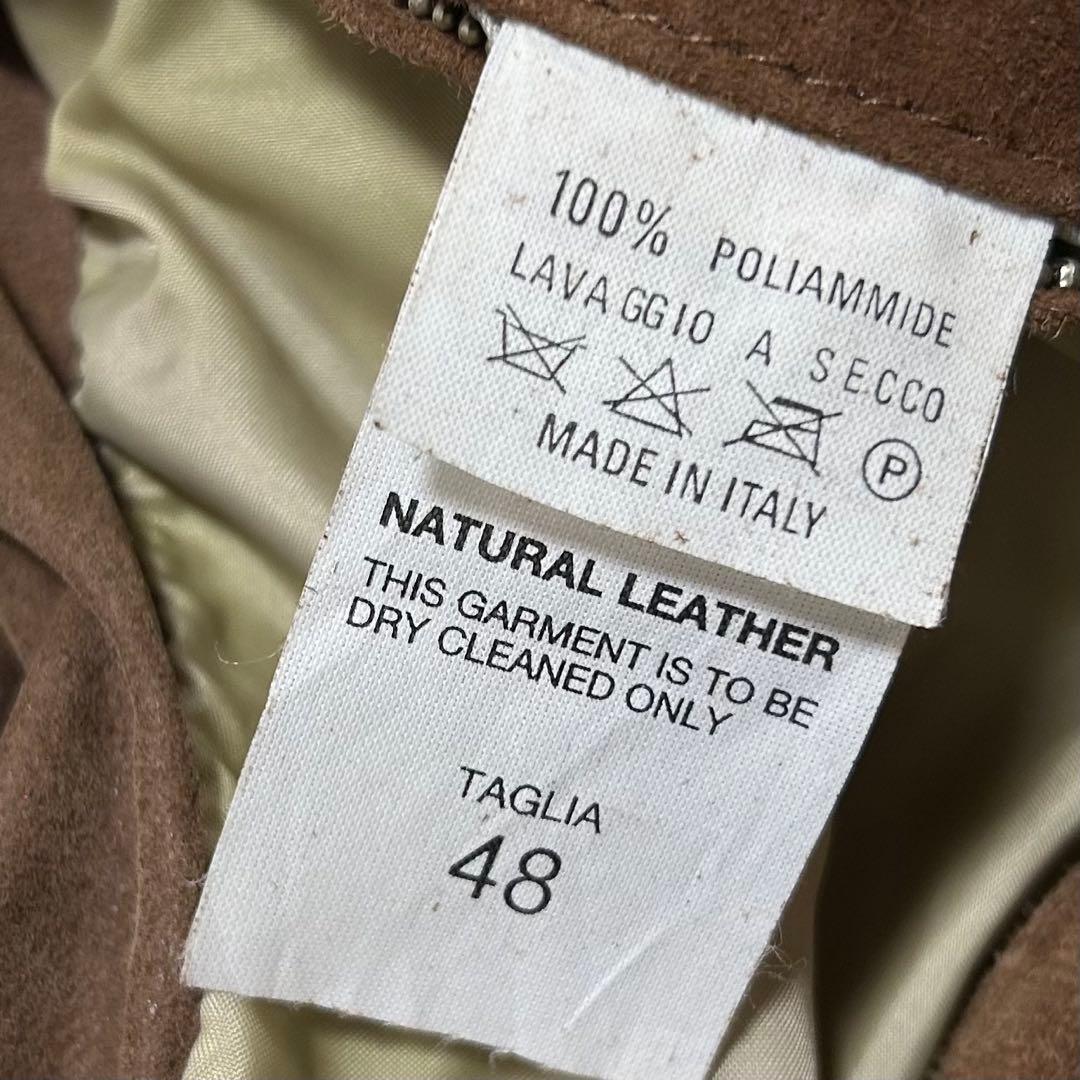 100% POLIAMMIDE
LAVAGGIO A SECCO
P
MADE IN ITALY
NATURAL LEATHER
THIS GARMENT IS TO BE
DRY CLEANED ONLY
TAGLIA
48